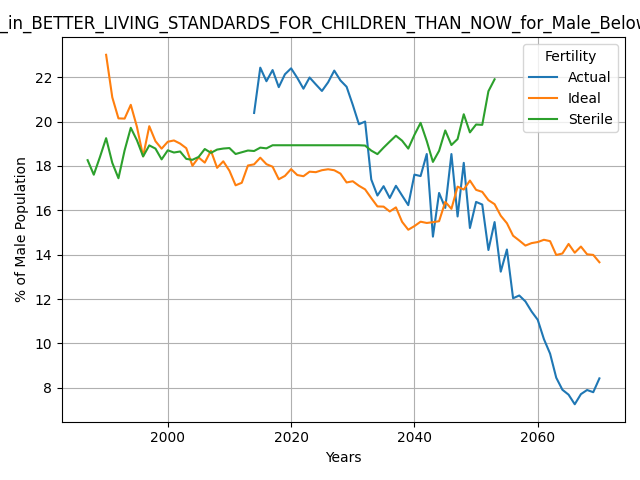 _in_BETTER_LIVING_STANDARDS_FOR_CHILDREN_THAN_NOW_for_Male_Below
Fertility
Actual
Ideal
Sterile
% of Male Population
22
20
18
16
14
12
10
8
2000 2020 2040 2060
Years